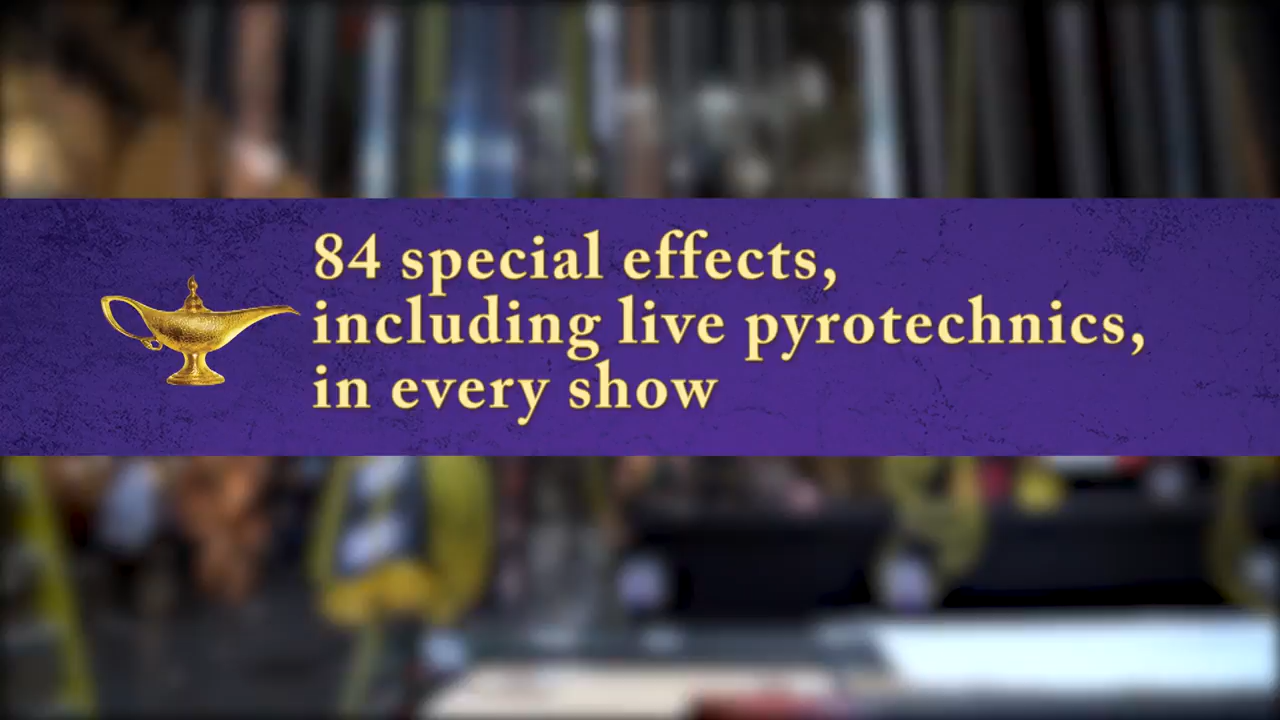 84 special effects,
including live pyrotechnics,
in every show